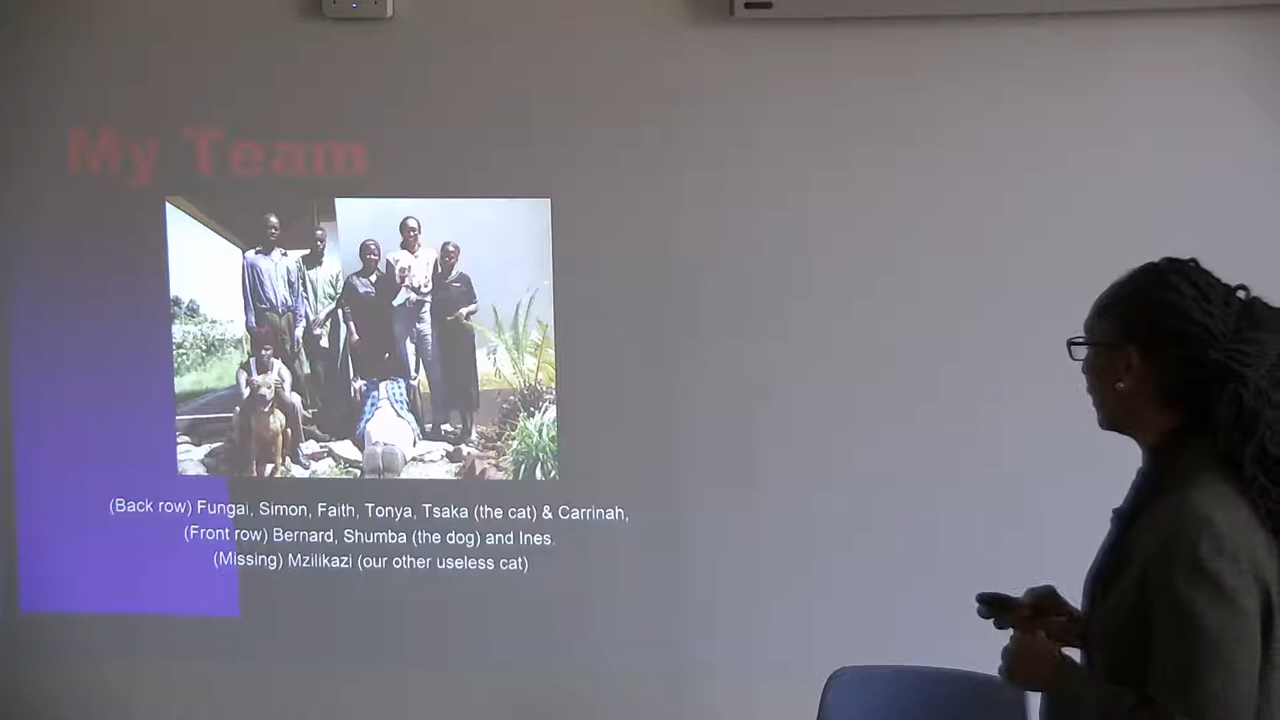 My Team
(Back row) Fungai, Simon, Faith, Tonya, Tsaka (the cat) & Carrinah,
(Front row) Bernard, Shumba (the dog) and Ines.
(Missing) Mzilikazi (our other useless cat)